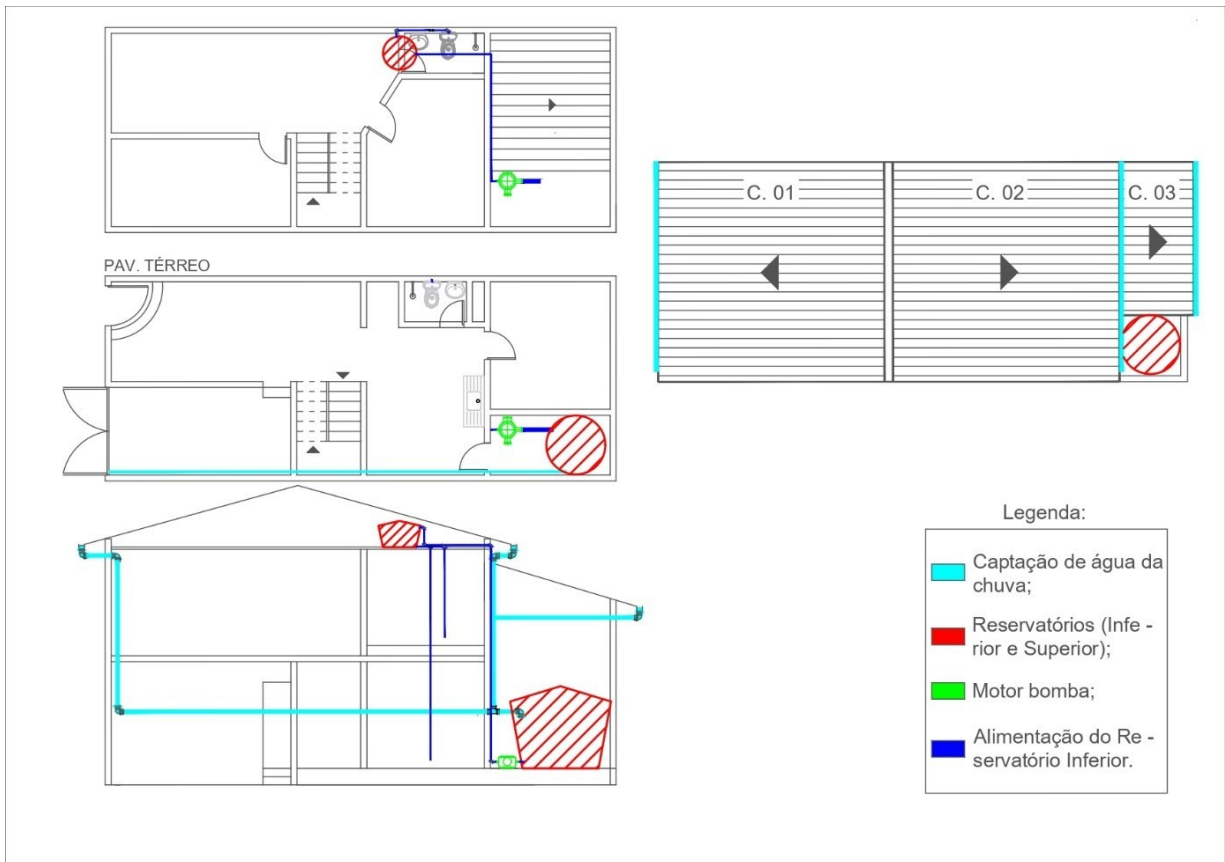 PAV. TÉRREO
C. 01
C. 02
C. 03
Legenda:
Captação de água da
chuva;
Reservatórios (Infe -
rior e Superior);
Motor bomba;
Alimentação do Re -
servatório Inferior.